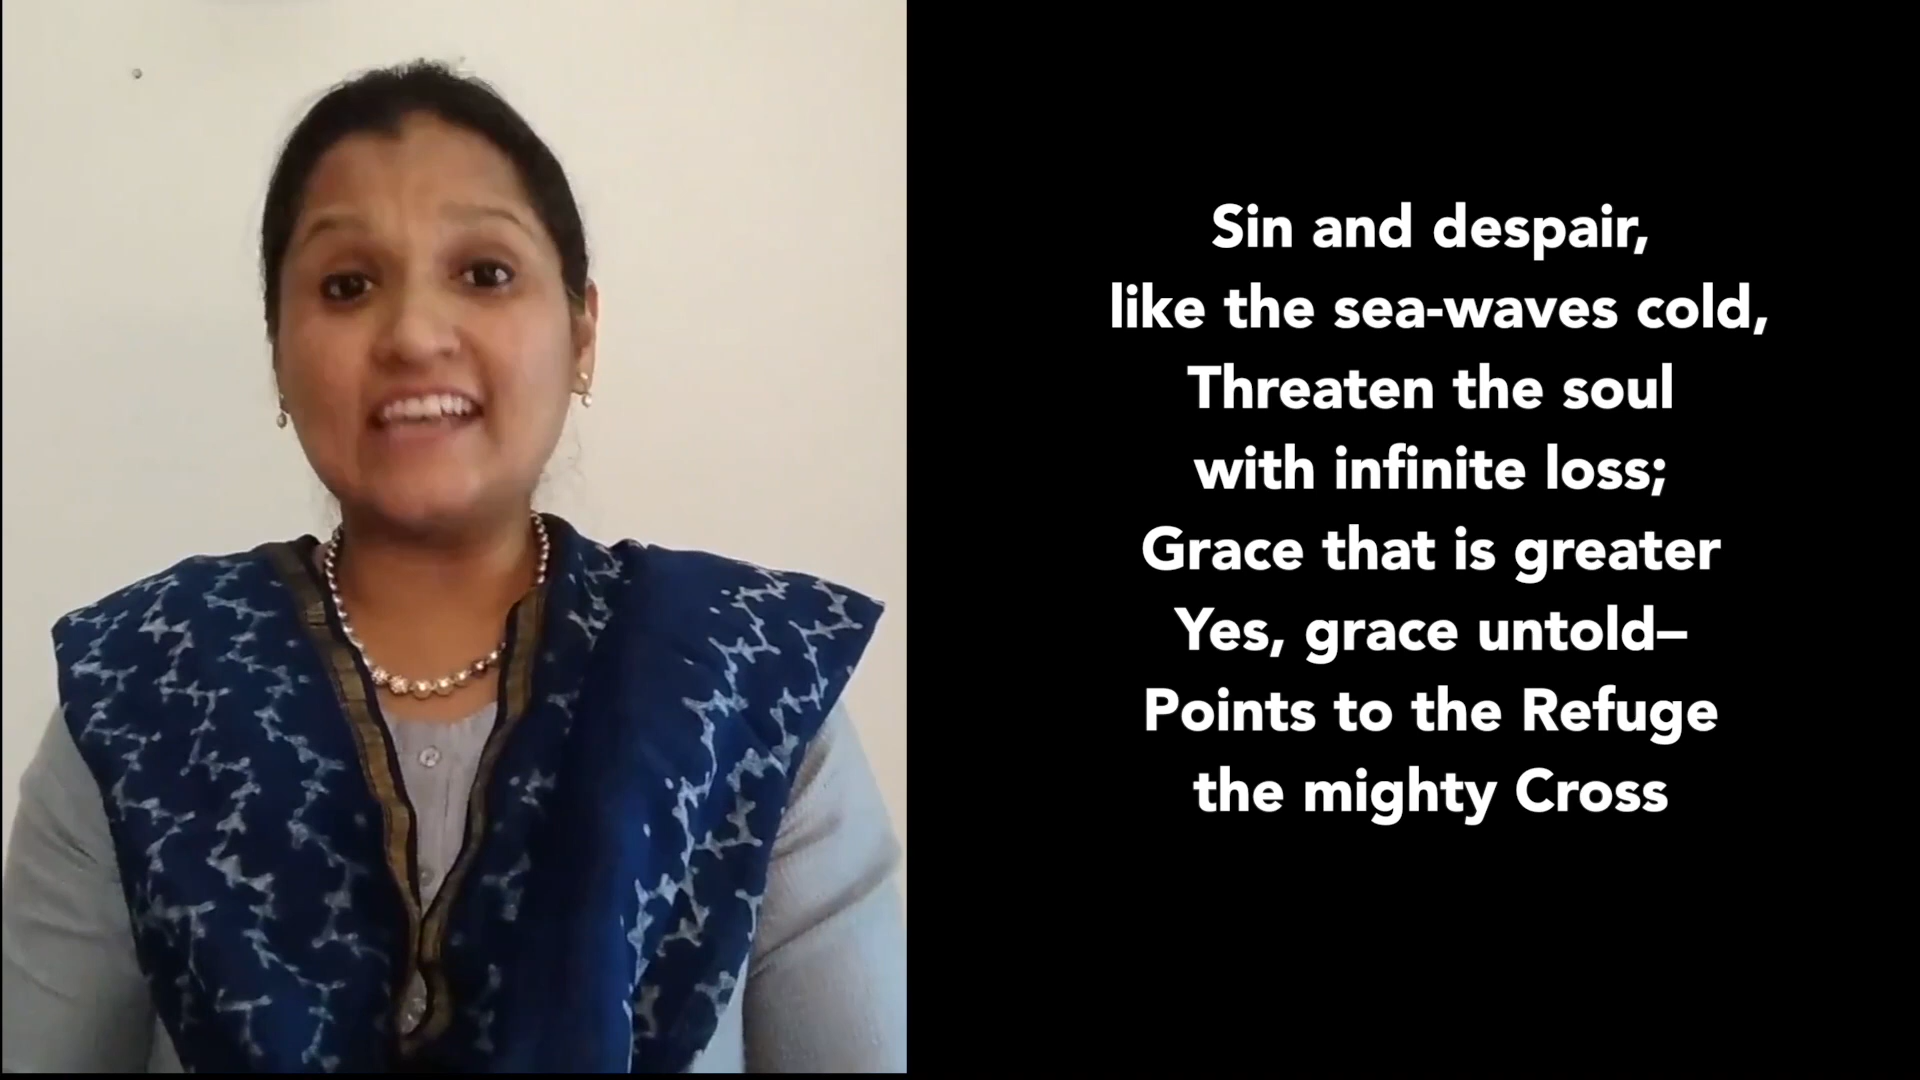 Sin and despair,
like the sea-waves cold,
Threaten the soul
with infinite loss;
Grace that is greater
Yes, grace untold–
Points to the Refuge
the mighty Cross